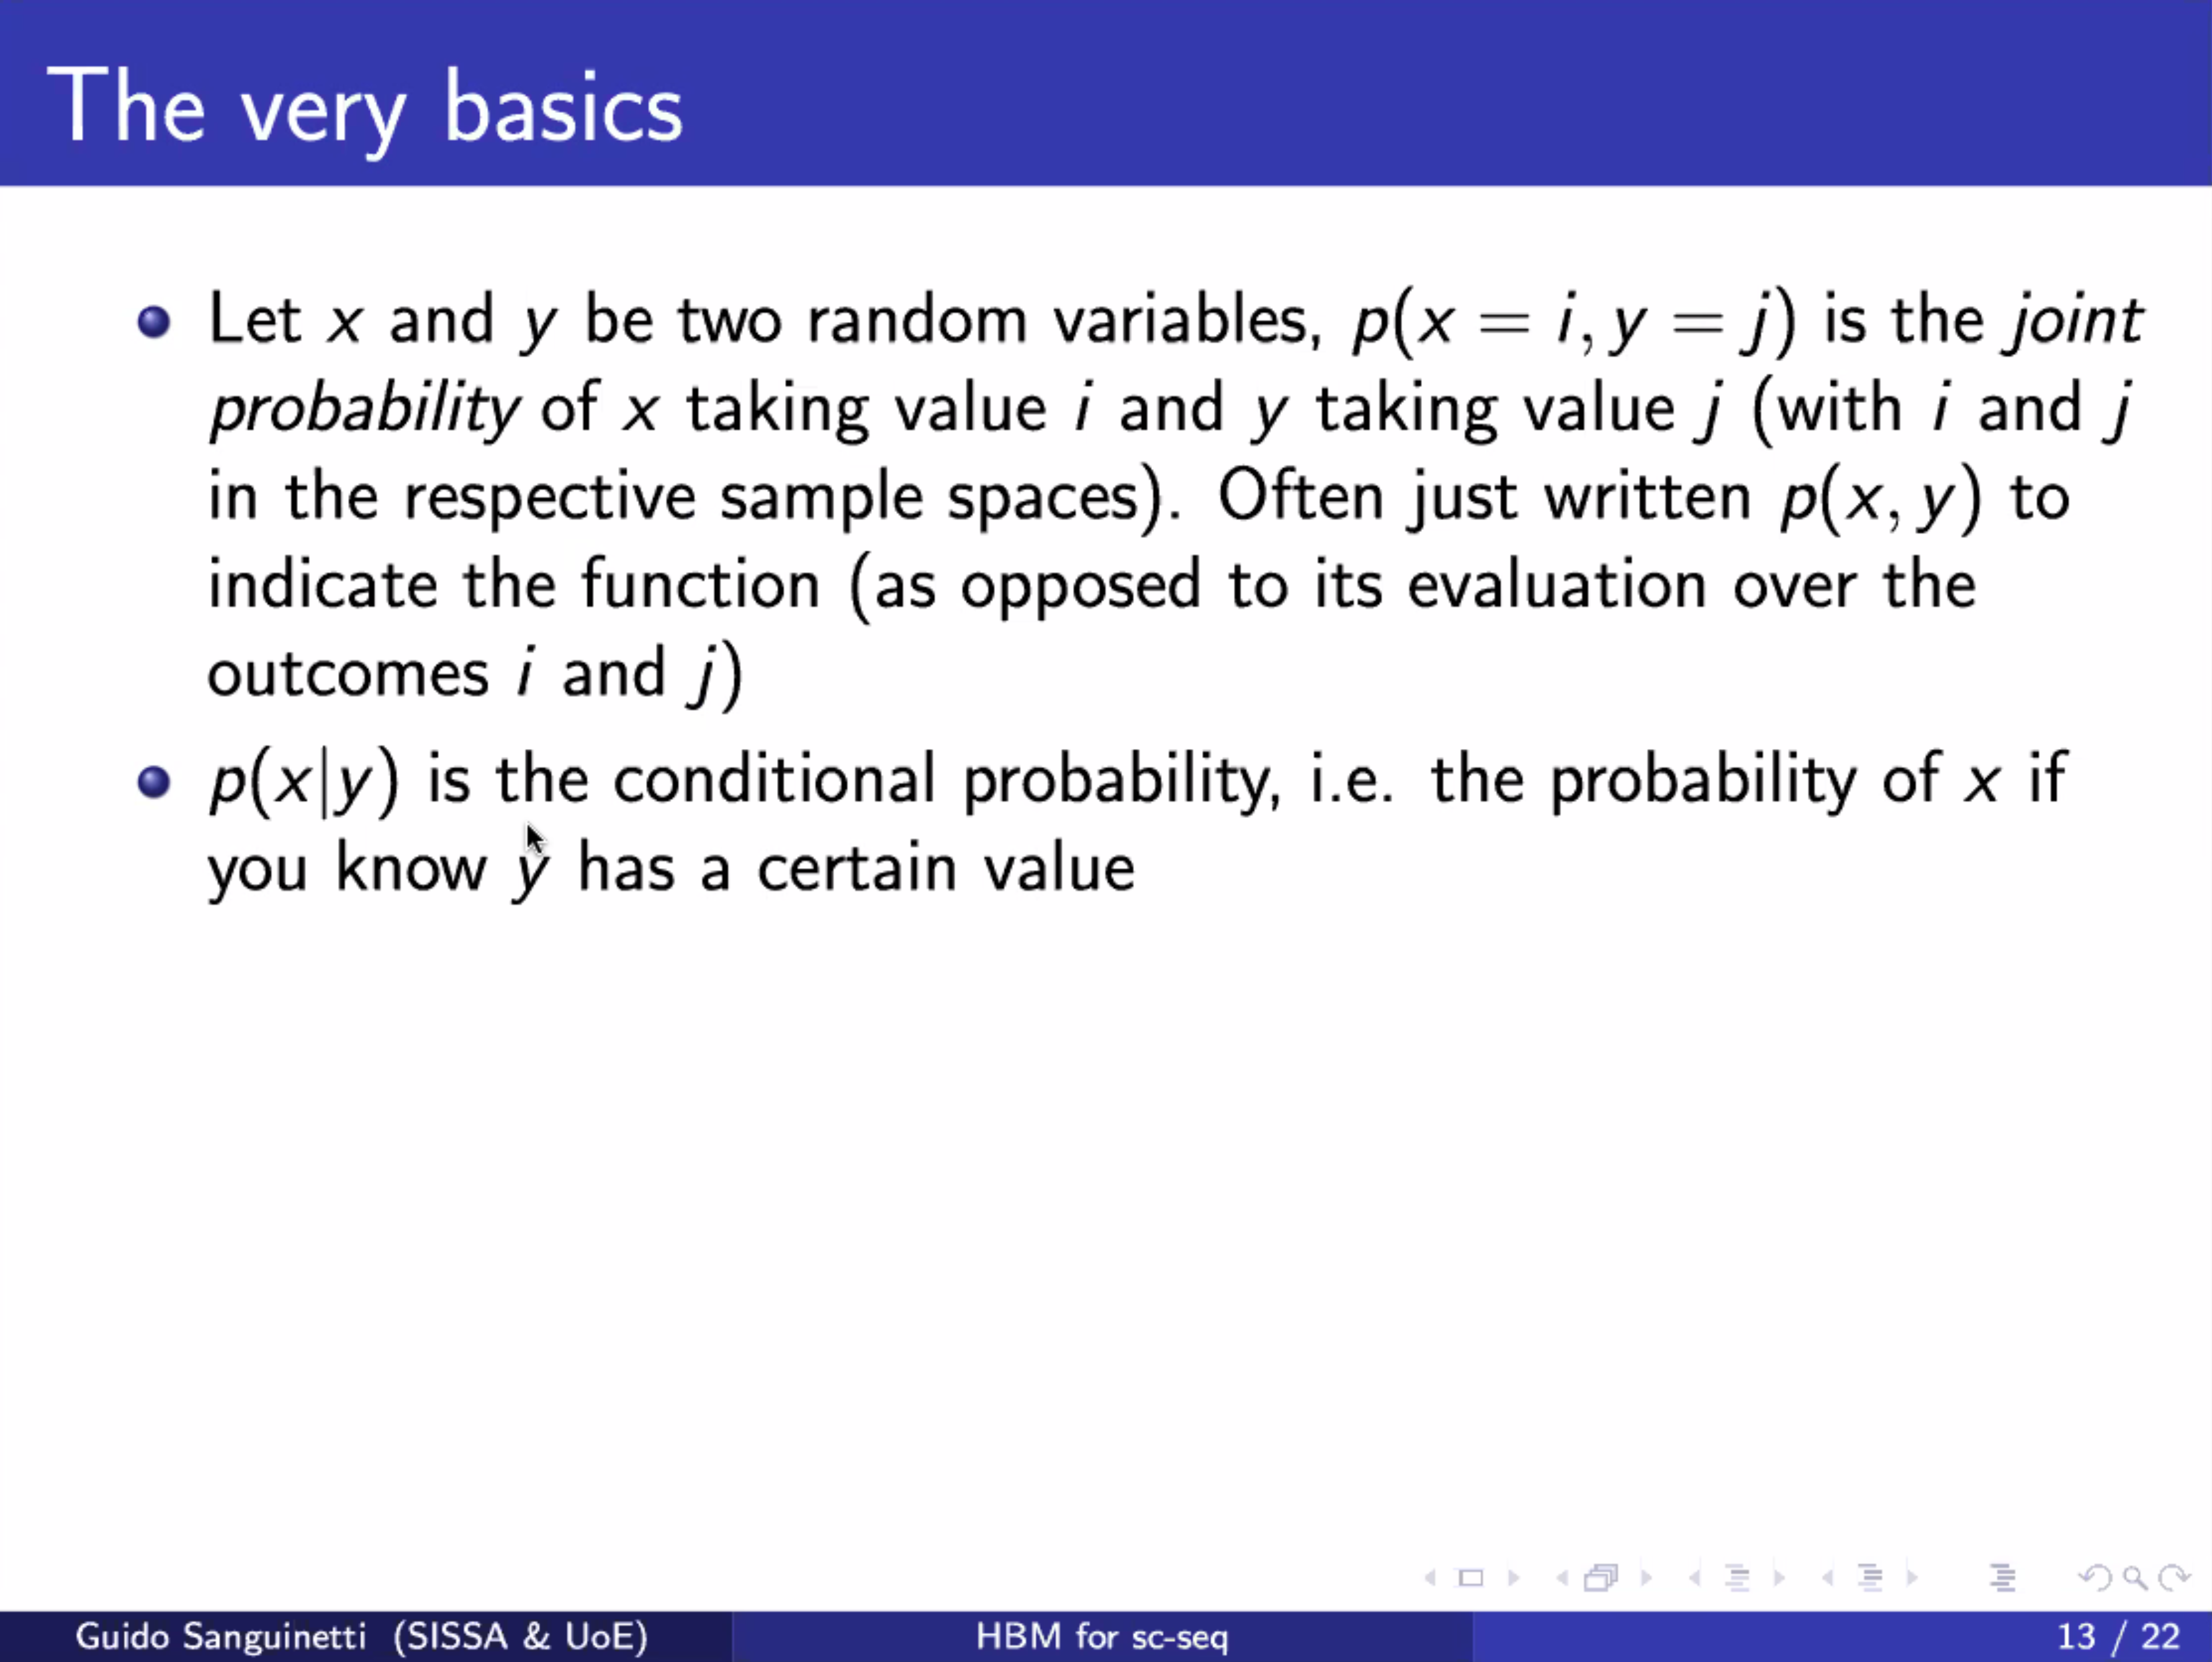 The very basics
Let x and y be two random variables, p(x = i, y = j) is the joint
probability of x taking value i and y taking value j (with i and j
in the respective sample spaces). Often just written p(x, y) to
indicate the function (as opposed to its evaluation over the
outcomes i and j)
p(x|y) is the conditional probability, i.e. the probability of x if
you know y has a certain value
Guido Sanguinetti (SISSA & UoE) HBM for sc-seq 13 / 22